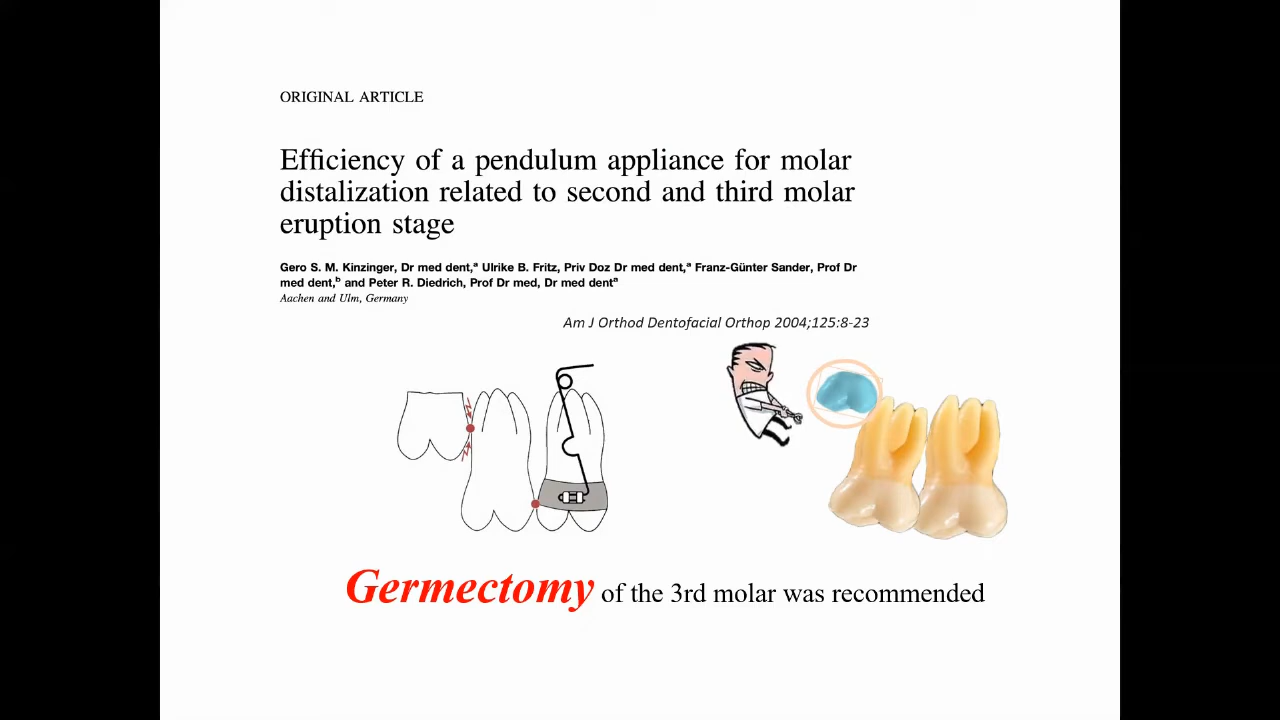 ORIGINAL ARTICLE
Efficiency of a pendulum appliance for molar
distalization related to second and third molar
eruption stage
Gero S. M. Kinzinger, Dr med dent,ᵃ Ulrike B. Fritz, Priv Doz Dr med dent,ᵃ Franz-Günter Sander, Prof Dr
med dent,ᵇ and Peter R. Diedrich, Prof Dr med, Dr med dentᵃ
Aachen and Ulm, Germany
Am J Orthod Dentofacial Orthop 2004;125:8-23
Germectomy of the 3rd molar was recommended